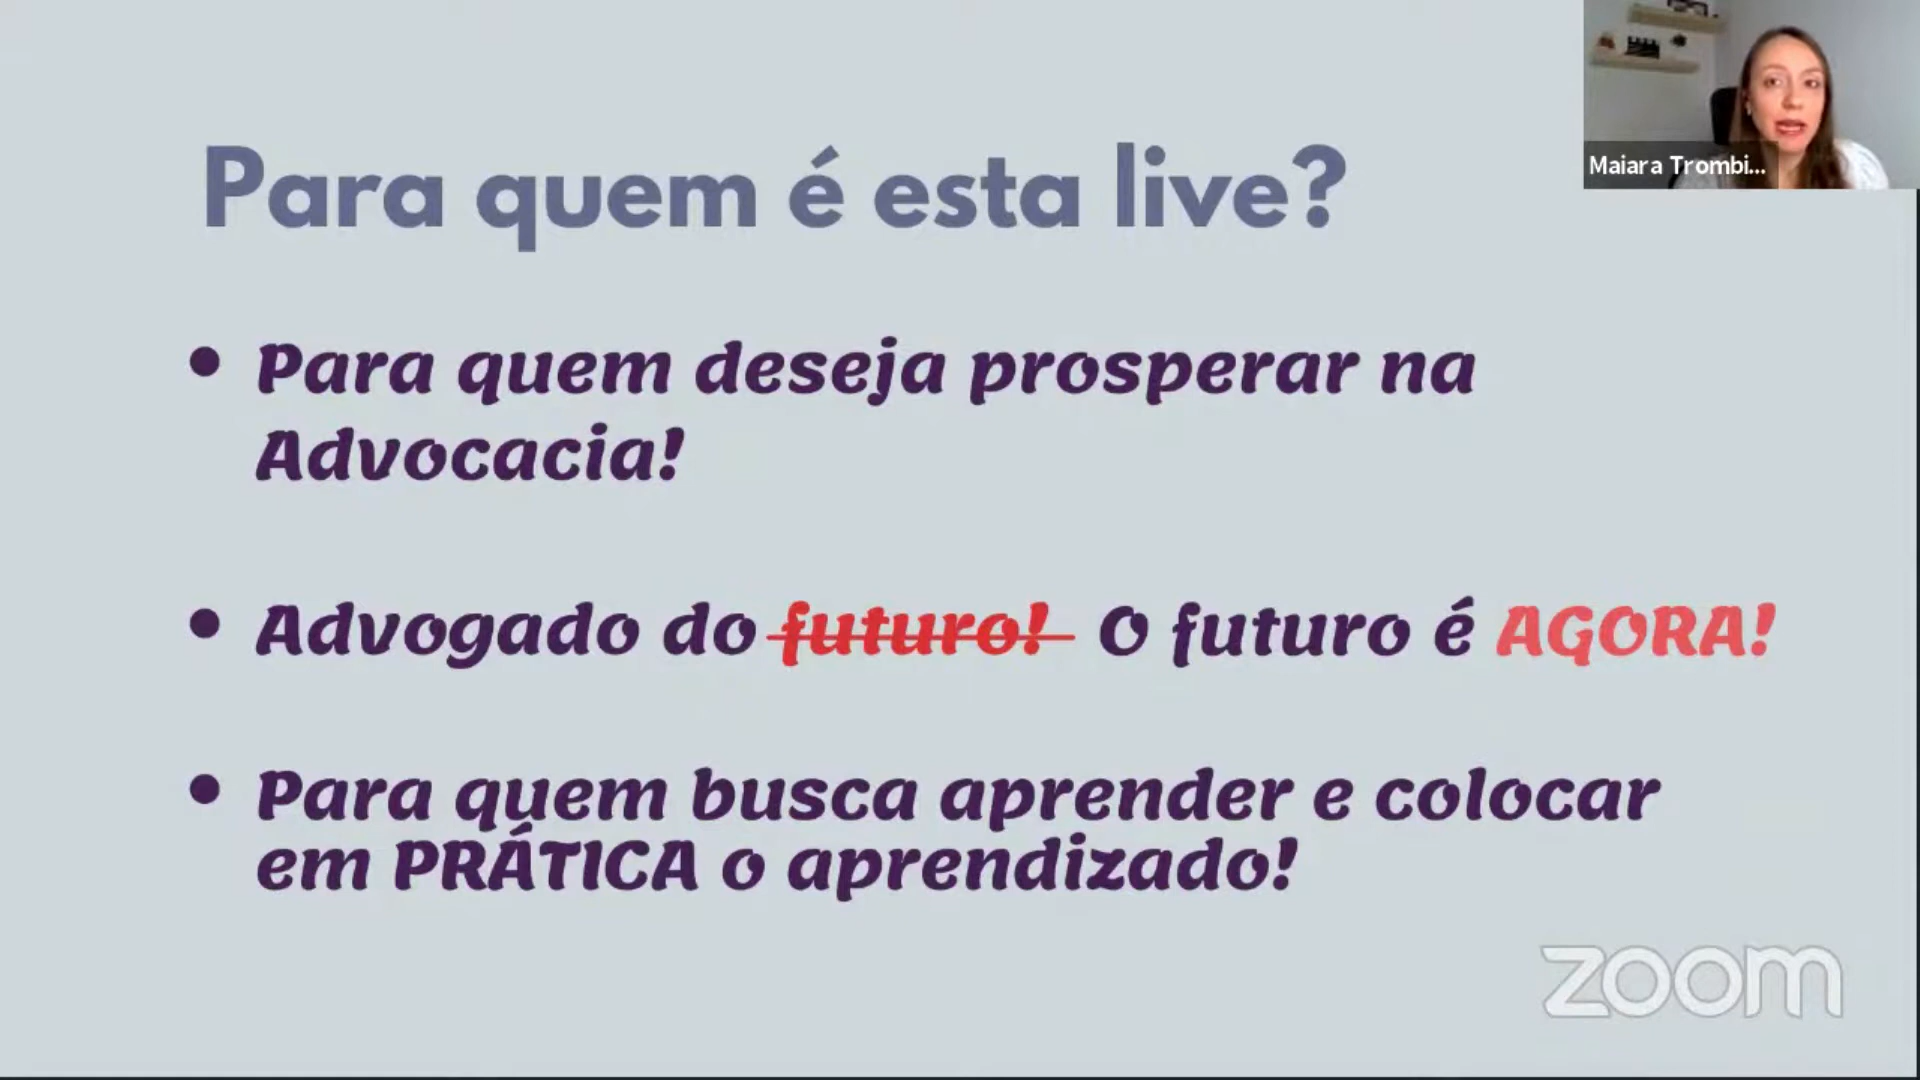 Maiara Trombi...
Para quem é esta live?
• Para quem deseja prosperar na
Advocacia!
• Advogado do futuro! O futuro é AGORA!
• Para quem busca aprender e colocar
em PRÁTICA o aprendizado!
zoom